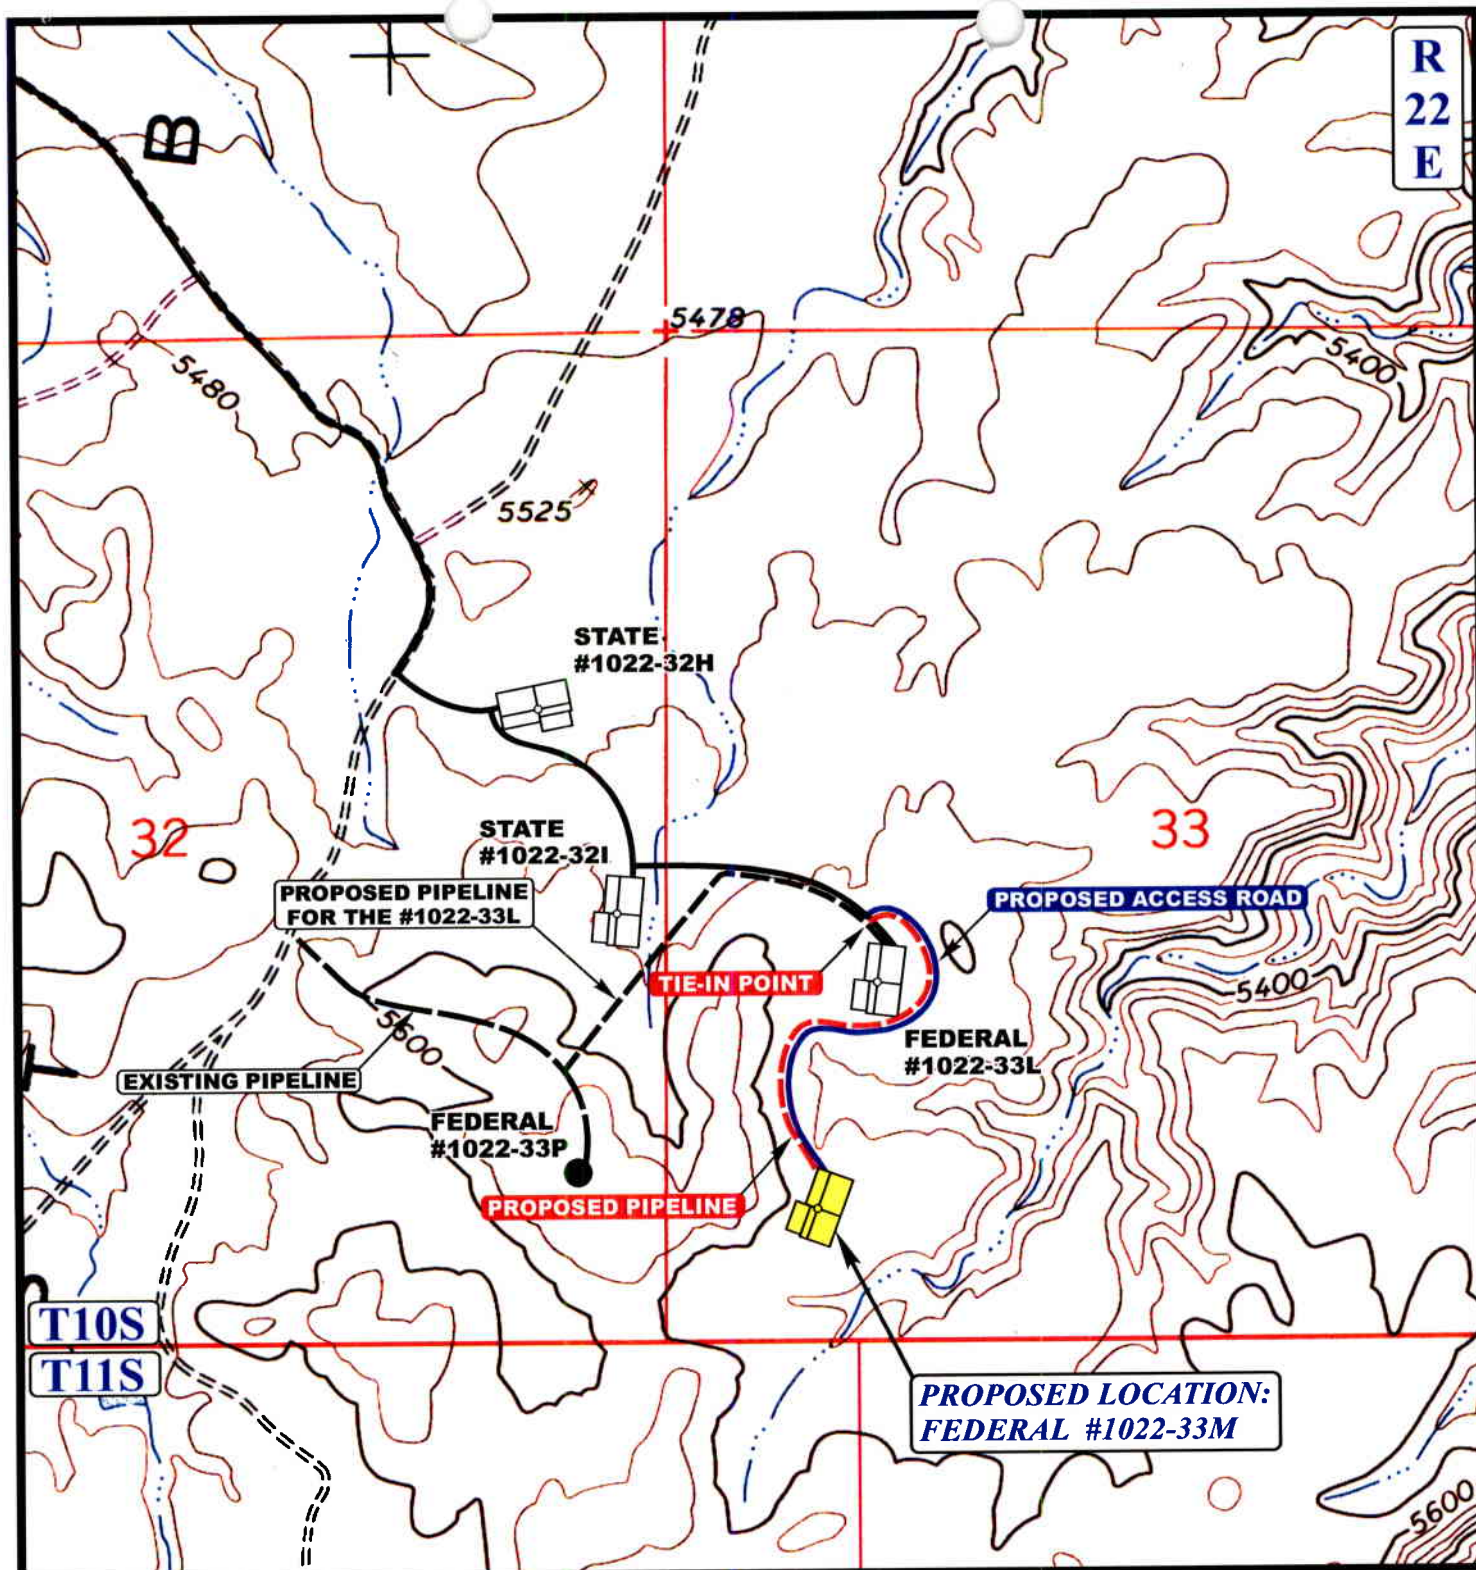 R
22
E
B
5478
5480
5400
5525
STATE
#1022-32H
32
33
STATE
#1022-32I
PROPOSED PIPELINE
FOR THE #1022-33L
PROPOSED ACCESS ROAD
TIE-IN POINT
5400
5600
FEDERAL
#1022-33L
EXISTING PIPELINE
FEDERAL
#1022-33P
PROPOSED PIPELINE
T10S
T11S
PROPOSED LOCATION:
FEDERAL #1022-33M
5600